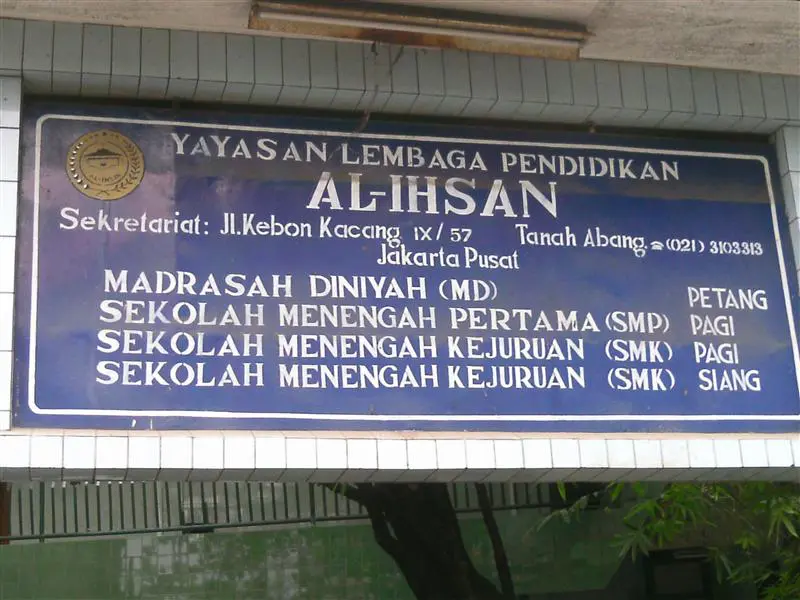 YAYASAN LEMBAGA PENDIDIKAN
AL-IHSAN
Sekretariat: Jl.Kebon Kacang IX/57 Tanah Abang. ☎(021) 3103313
Jakarta Pusat
MADRASAH DINIYAH (MD) PETANG
SEKOLAH MENENGAH PERTAMA (SMP) PAGI
SEKOLAH MENENGAH KEJURUAN (SMK) PAGI
SEKOLAH MENENGAH KEJURUAN (SMK) SIANG